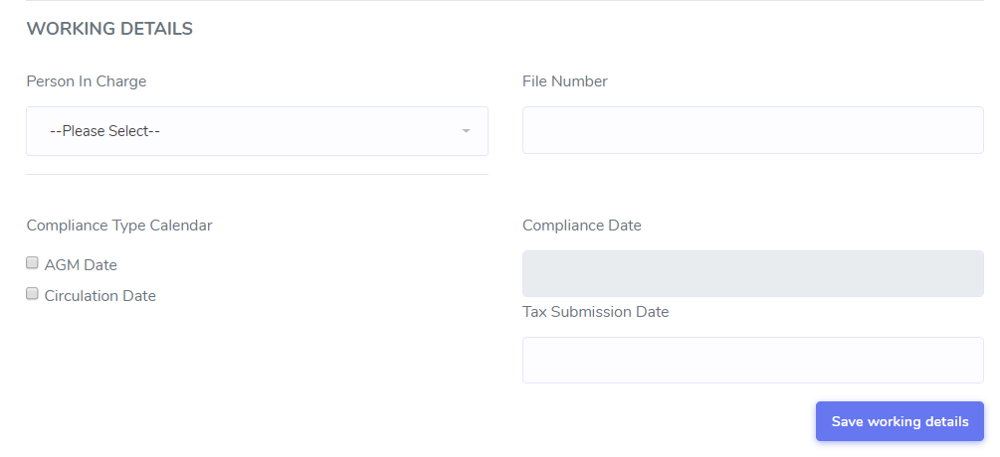 WORKING DETAILS
Person In Charge
File Number
--Please Select--
Compliance Type Calendar
Compliance Date
AGM Date
Circulation Date
Tax Submission Date
Save working details